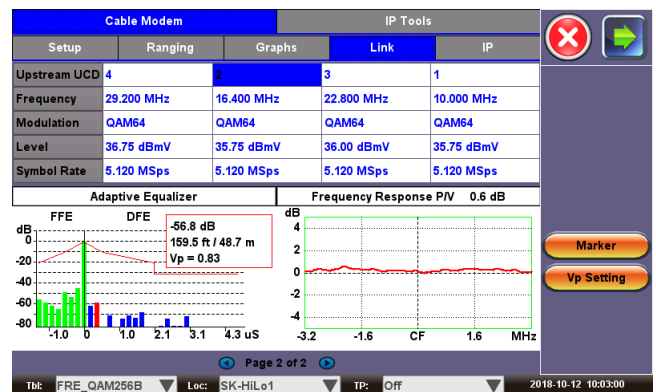 Cable Modem IP Tools
Setup Ranging Graphs Link IP
Upstream UCD 4 2 3 1
Frequency 29.200 MHz 16.400 MHz 22.800 MHz 10.000 MHz
Modulation QAM64 QAM64 QAM64 QAM64
Level 36.75 dBmV 35.75 dBmV 36.00 dBmV 35.75 dBmV
Symbol Rate 5.120 MSps 5.120 MSps 5.120 MSps 5.120 MSps
Adaptive Equalizer Frequency Response P/V 0.6 dB
FFE DFE
-56.8 dB
159.5 ft / 48.7 m
Vp = 0.83
dB
0
-20
-40
-60
-80
-1.0 0 1.0 2.1 3.1 4.3 uS
dB
4
2
0
-2
-4
-3.2 -1.6 CF 1.6 MHz
Marker
Vp Setting
Page 2 of 2
Tbl: FRE_QAM256B Loc: SK-HiLo1 TP: Off 2018-10-12 10:03:00